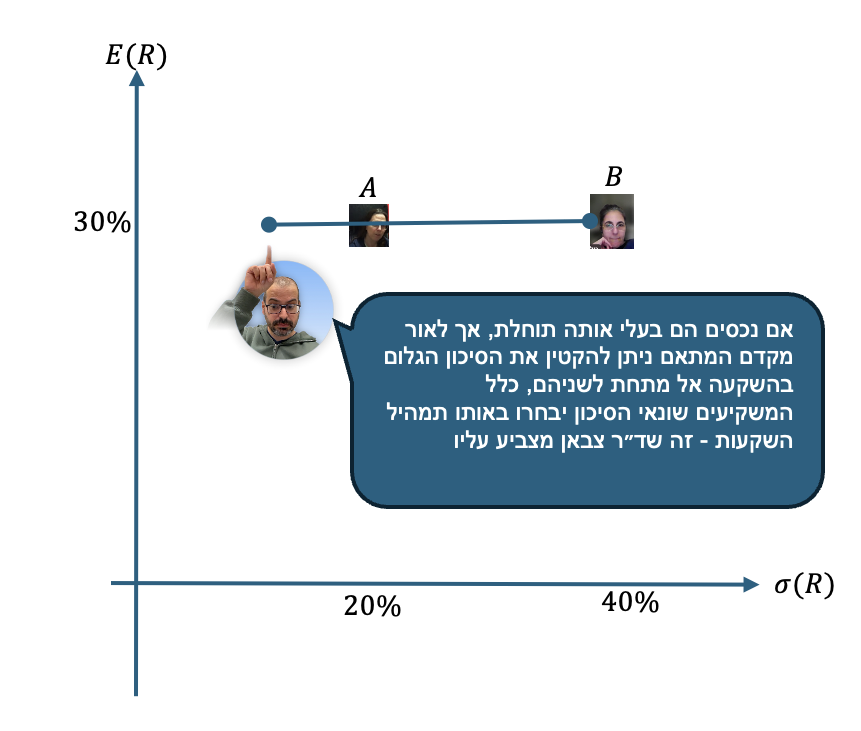 E(R)
A
B
30%
אם נכסים הם בעלי אותה תוחלת, אך לאור
מקדם המתאם ניתן להקטין את הסיכון הגלום
בהשקעה אל מתחת לשניהם, כלל
המשקיעים שונאי הסיכון יבחרו באותו תמהיל
השקעות - זה שד״ר צבאן מצביע עליו
σ(R)
20%
40%